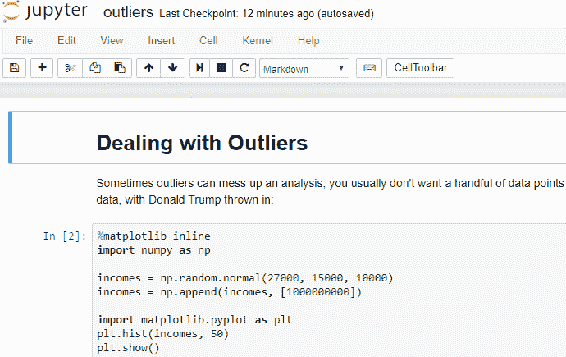 jupyter outliers Last Checkpoint: 12 minutes ago (autosaved)
File Edit View Insert Cell Kernel Help
Markdown CellToolbar
Dealing with Outliers
Sometimes outliers can mess up an analysis; you usually don't want a handful of data points
data, with Donald Trump thrown in:
In [2]: %matplotlib inline
import numpy as np
incomes = np.random.normal(27000, 15000, 10000)
incomes = np.append(incomes, [1000000000])
import matplotlib.pyplot as plt
plt.hist(incomes, 50)
plt.show()